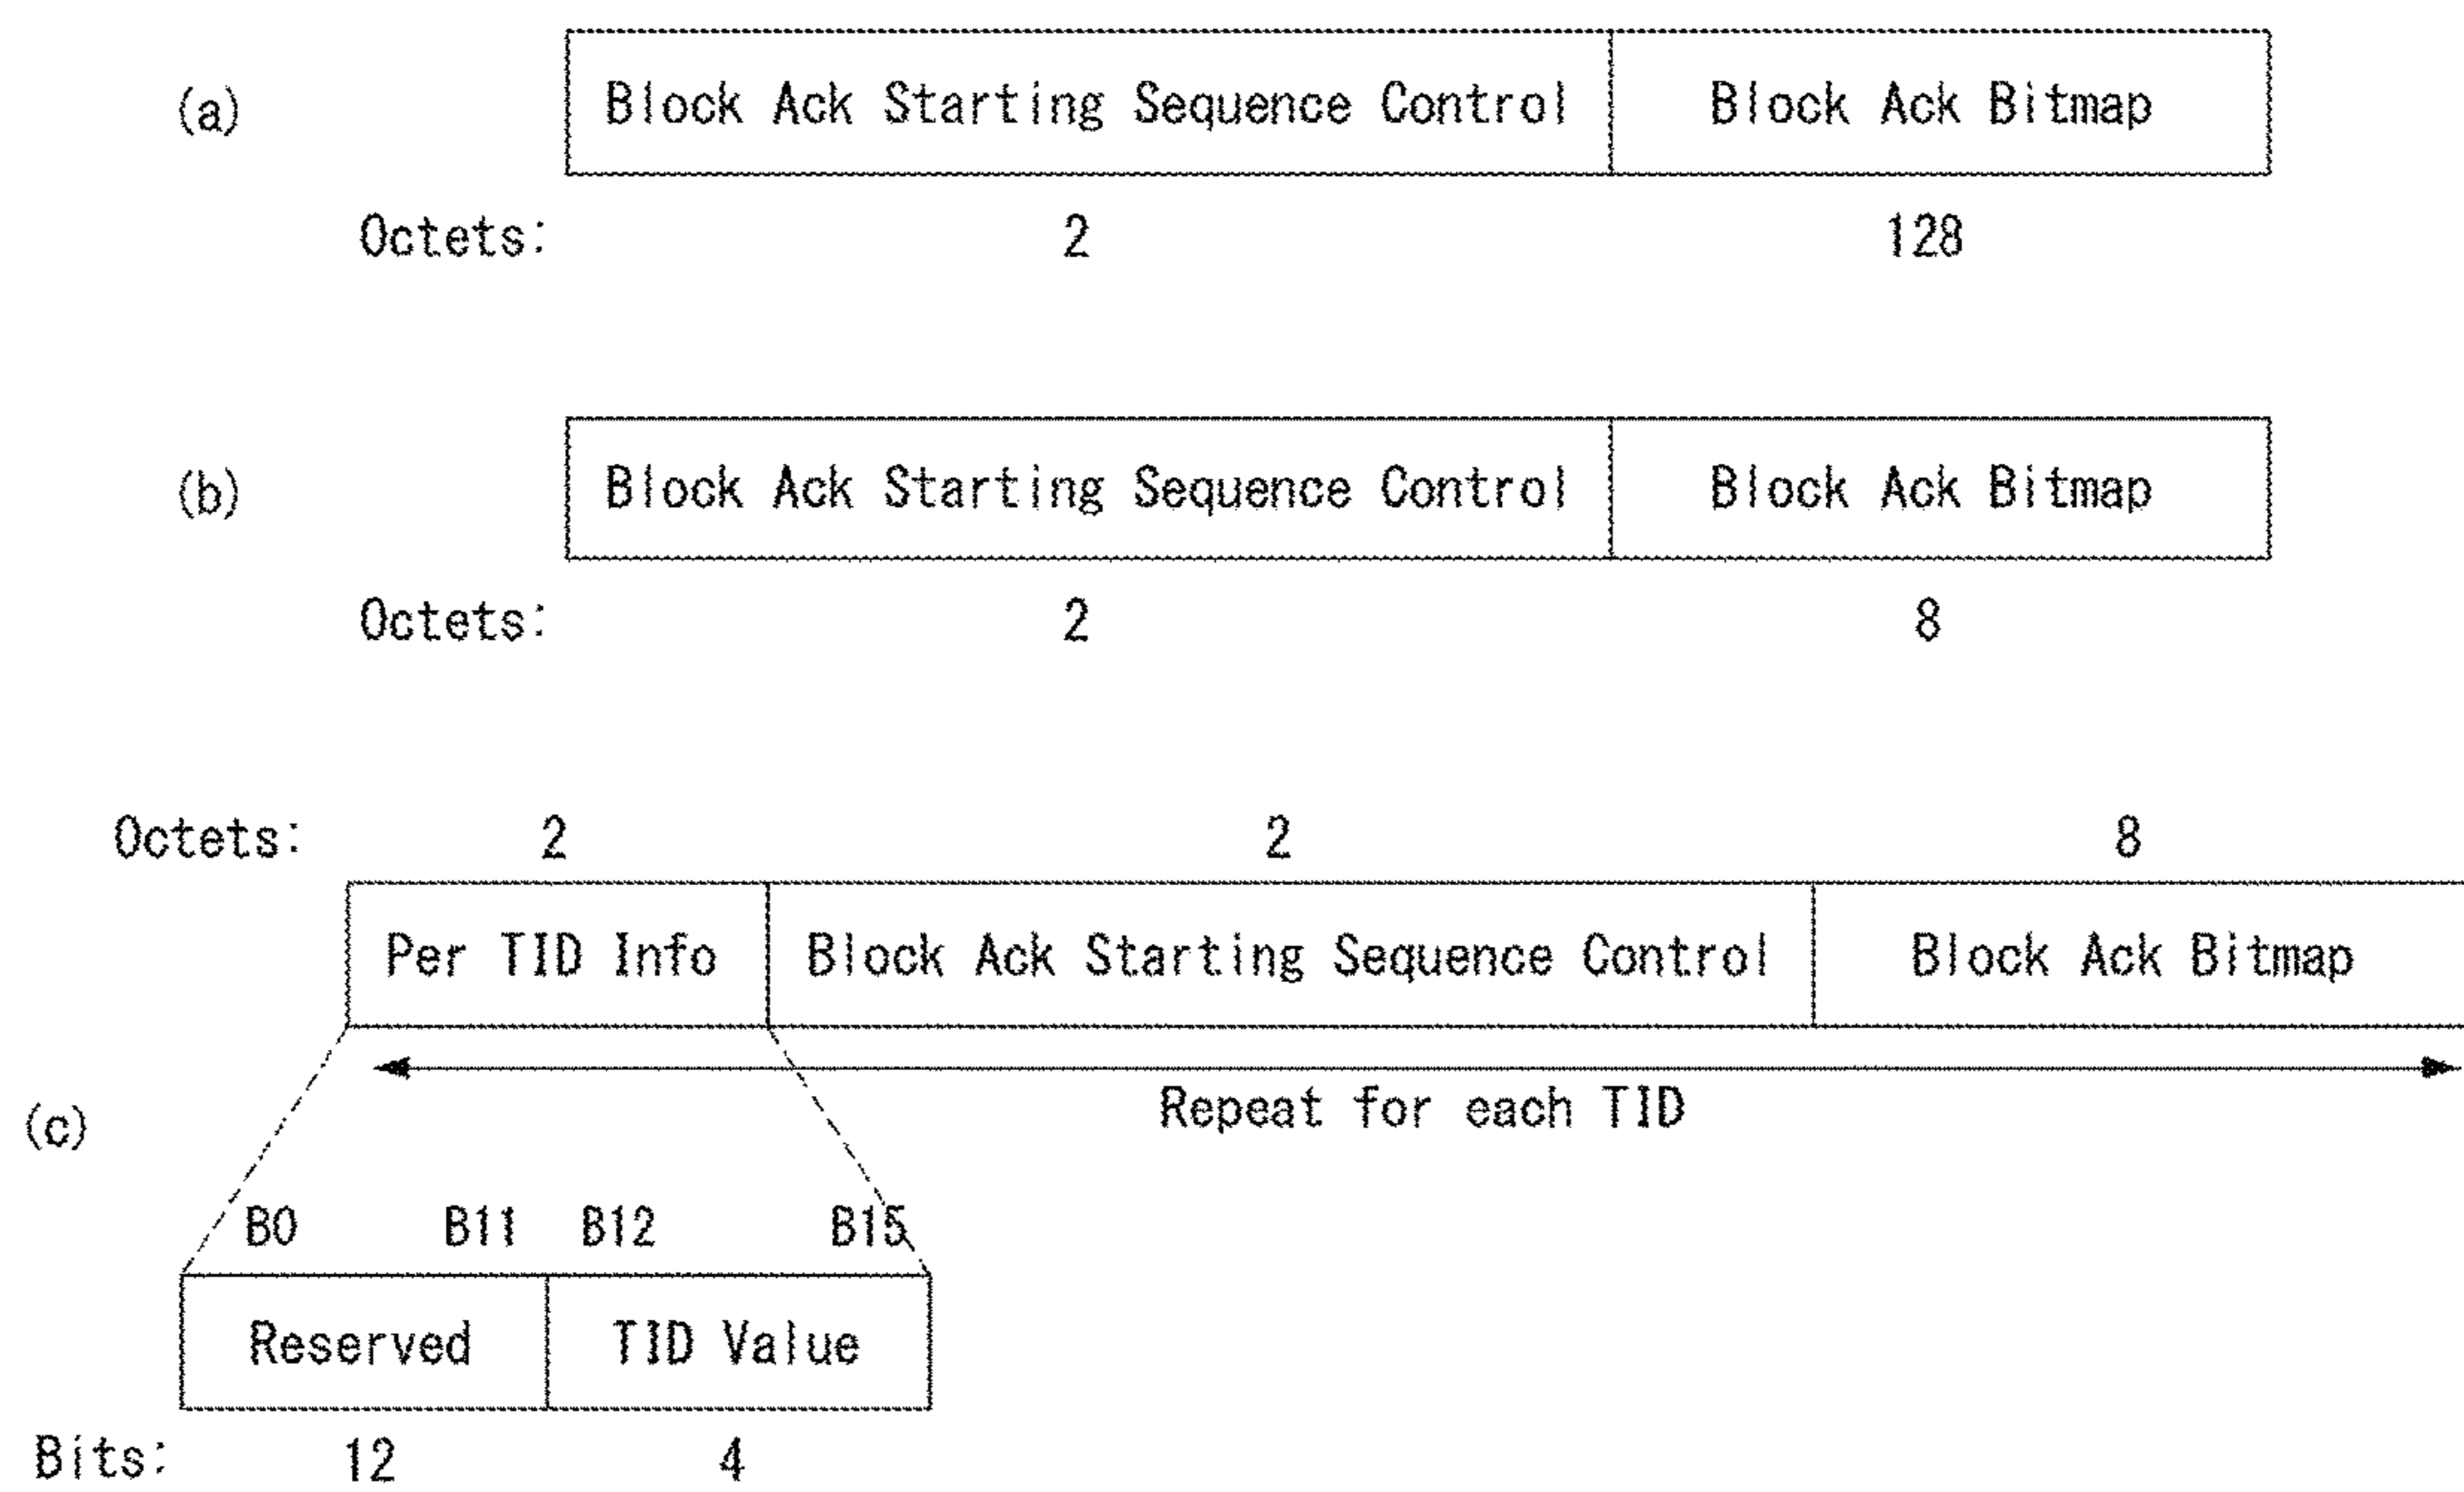 (a) Block Ack Starting Sequence Control Block Ack Bitmap
Octets: 2 128
(b) Block Ack Starting Sequence Control Block Ack Bitmap
Octets: 2 8
Octets: 2 2 8
Per TID Info Block Ack Starting Sequence Control Block Ack Bitmap
Repeat for each TID
(c)
B0 B11 B12 B15
Reserved TID Value
Bits: 12 4